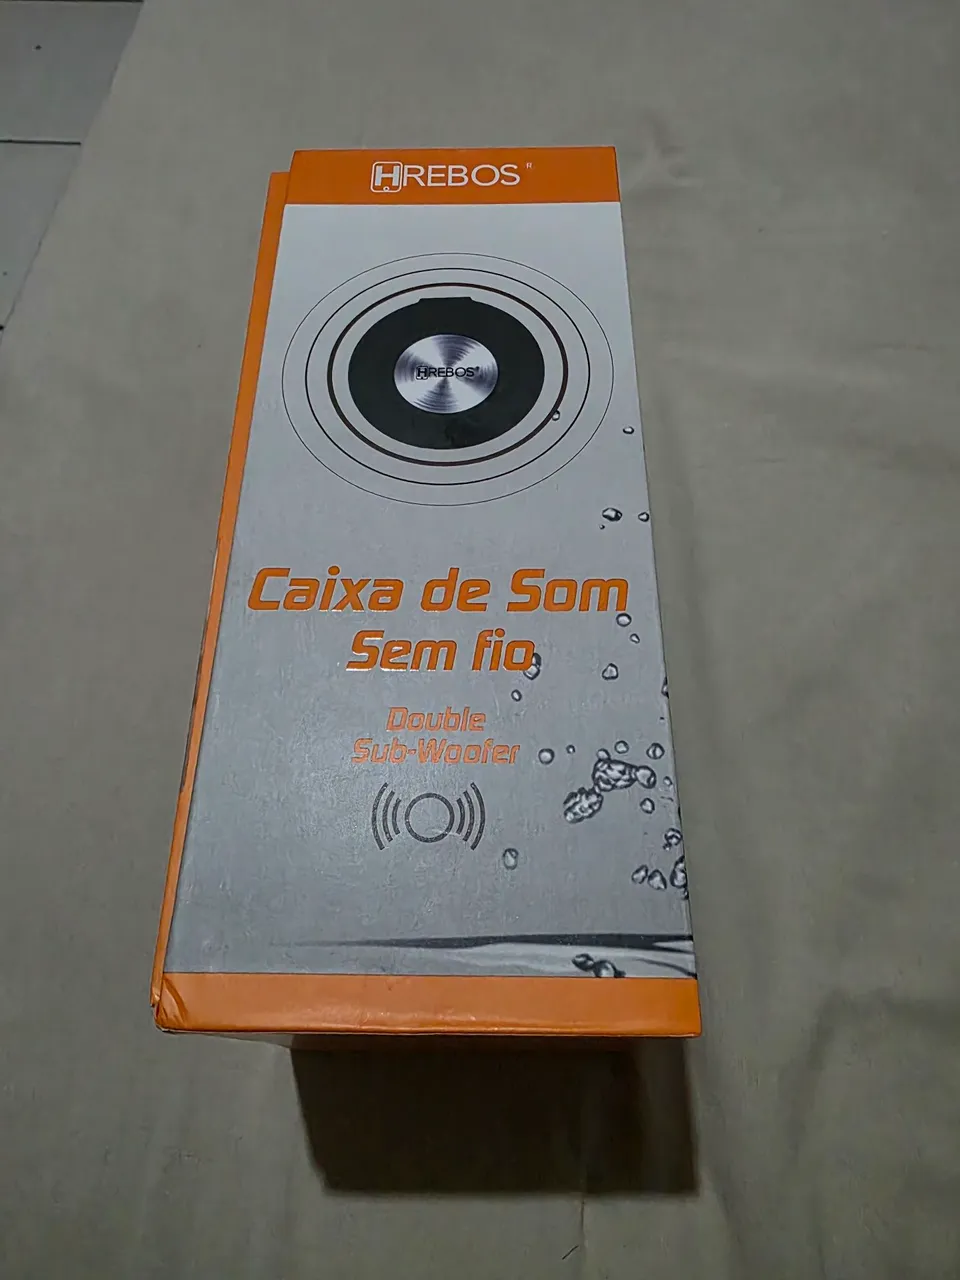 HREBOS R
HREBOS®
Caixa de Som
Sem fio
Double
Sub-Woofer